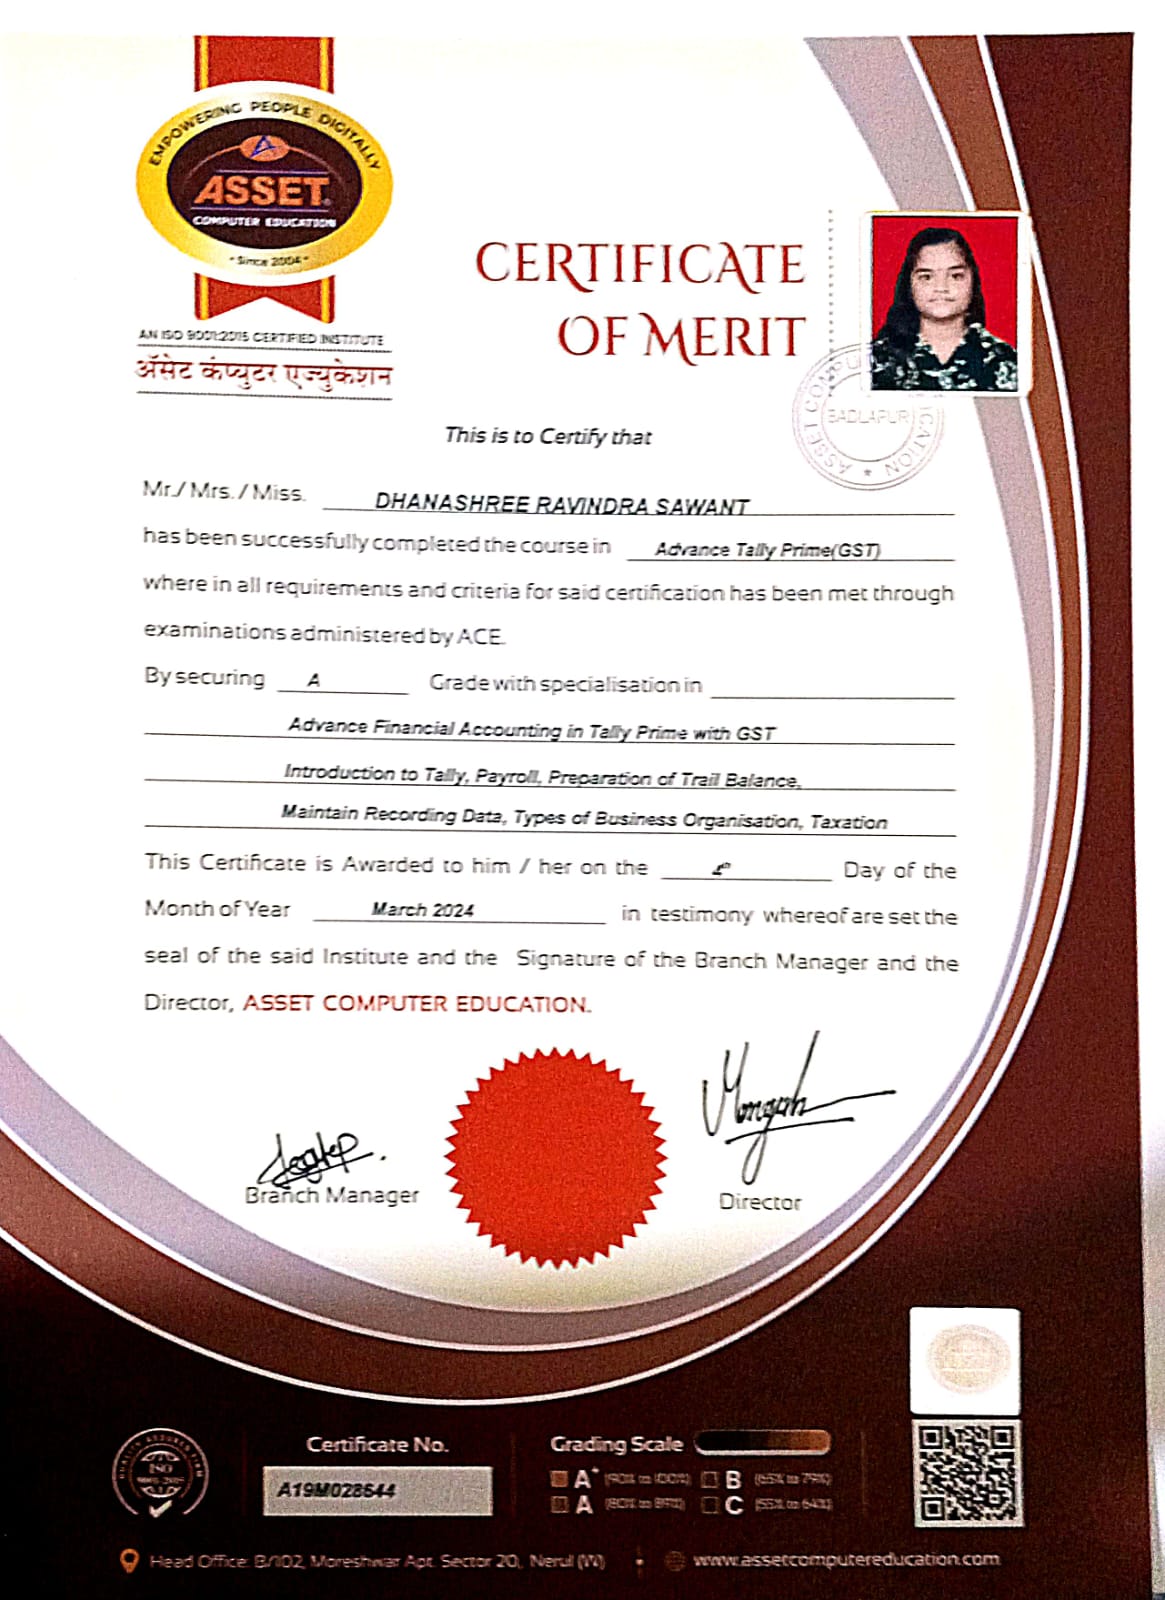 EMPOWERING PEOPLE DIGITALLY
ASSET
COMPUTER EDUCATION
* Since 2004 *
AN ISO 9001:2015 CERTIFIED INSTITUTE
ॲसेट कंप्युटर एज्युकेशन
CERTIFICATE
OF MERIT
ASSET COMPU
BADLAPUR
This is to Certify that
Mr./ Mrs. / Miss. DHANASHREE RAVINDRA SAWANT
has been successfully completed the course in Advance Tally Prime(GST)
where in all requirements and criteria for said certification has been met through
examinations administered by ACE.
By securing A Grade with specialisation in
Advance Financial Accounting in Tally Prime with GST
Introduction to Tally, Payroll, Preparation of Trail Balance,
Maintain Recording Data, Types of Business Organisation, Taxation
This Certificate is Awarded to him / her on the Day of the
Month of Year March 2024 in testimony whereof are set the
seal of the said Institute and the Signature of the Branch Manager and the
Director, ASSET COMPUTER EDUCATION.
Branch Manager
Director
ISO
Certificate No.
A19M028644
Grading Scale
A+ (90% to 100%) B (65% to 79%)
A (80% to 89%) C (55% to 64%)
Head Office: B/102, Moreshwar Apt. Sector 20, Nerul (W) • www.assetcomputereducation.com